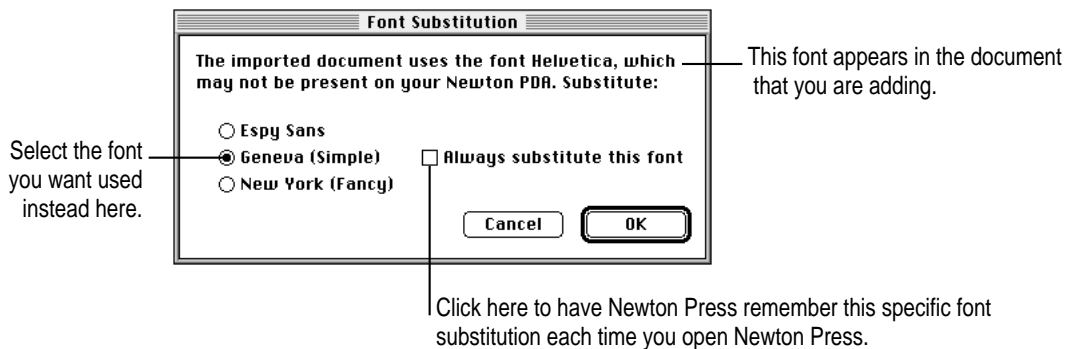 Font Substitution
The imported document uses the font Helvetica, which
may not be present on your Newton PDA. Substitute:
This font appears in the document
that you are adding.
Espy Sans
Geneva (Simple)
Always substitute this font
New York (Fancy)
Select the font
you want used
instead here.
Cancel
OK
Click here to have Newton Press remember this specific font
substitution each time you open Newton Press.